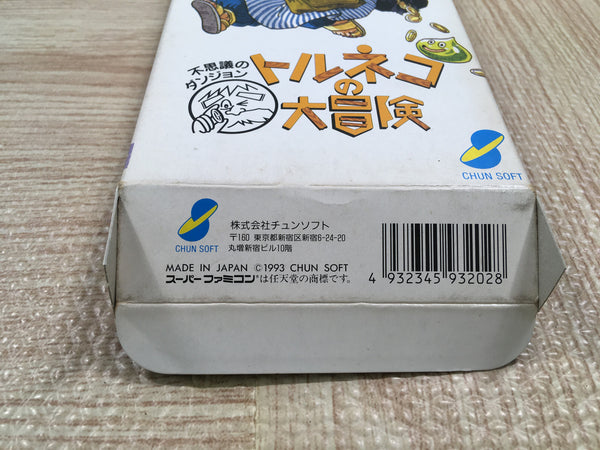 不思議の
ダンジョン
トルネコ
の
大冒険
CHUN SOFT
CHUN SOFT
株式会社チュンソフト
〒160 東京都新宿区新宿6-24-20
丸増新宿ビル10階
MADE IN JAPAN ©1993 CHUN SOFT
スーパーファミコン®は任天堂の商標です。
4 932345 932028